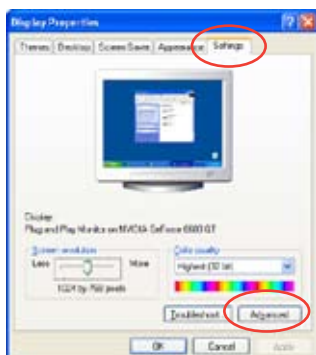 Display Properties
Themes Desktop Screen Saver Appearance Settings
Display:
Plug and Play Monitor on NVIDIA GeForce 6600 GT
Screen resolution
Less More
1024 by 768 pixels
Color quality
Highest (32 bit)
Troubleshoot... Advanced
OK Cancel Apply